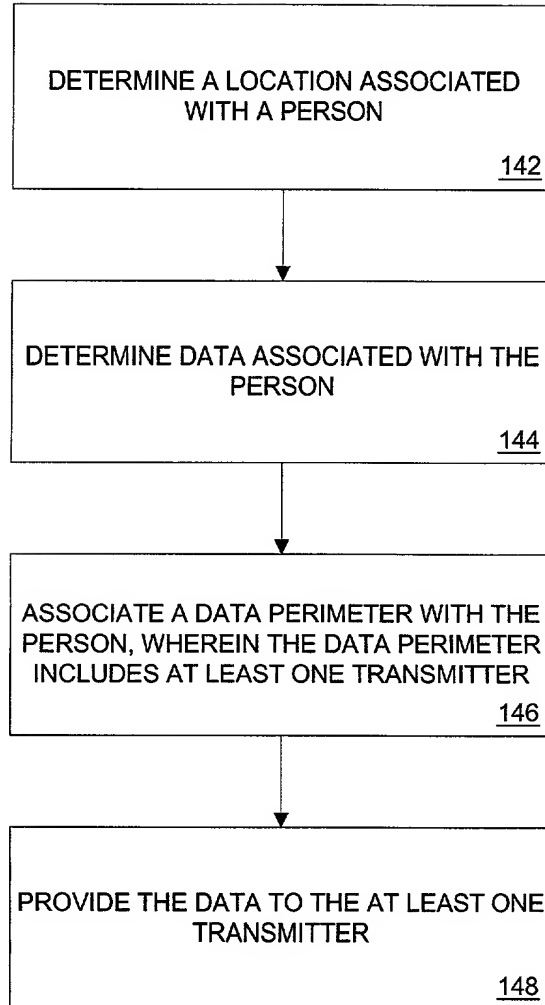 DETERMINE A LOCATION ASSOCIATED
WITH A PERSON
142
DETERMINE DATA ASSOCIATED WITH THE
PERSON
144
ASSOCIATE A DATA PERIMETER WITH THE
PERSON, WHEREIN THE DATA PERIMETER
INCLUDES AT LEAST ONE TRANSMITTER
146
PROVIDE THE DATA TO THE AT LEAST ONE
TRANSMITTER
148